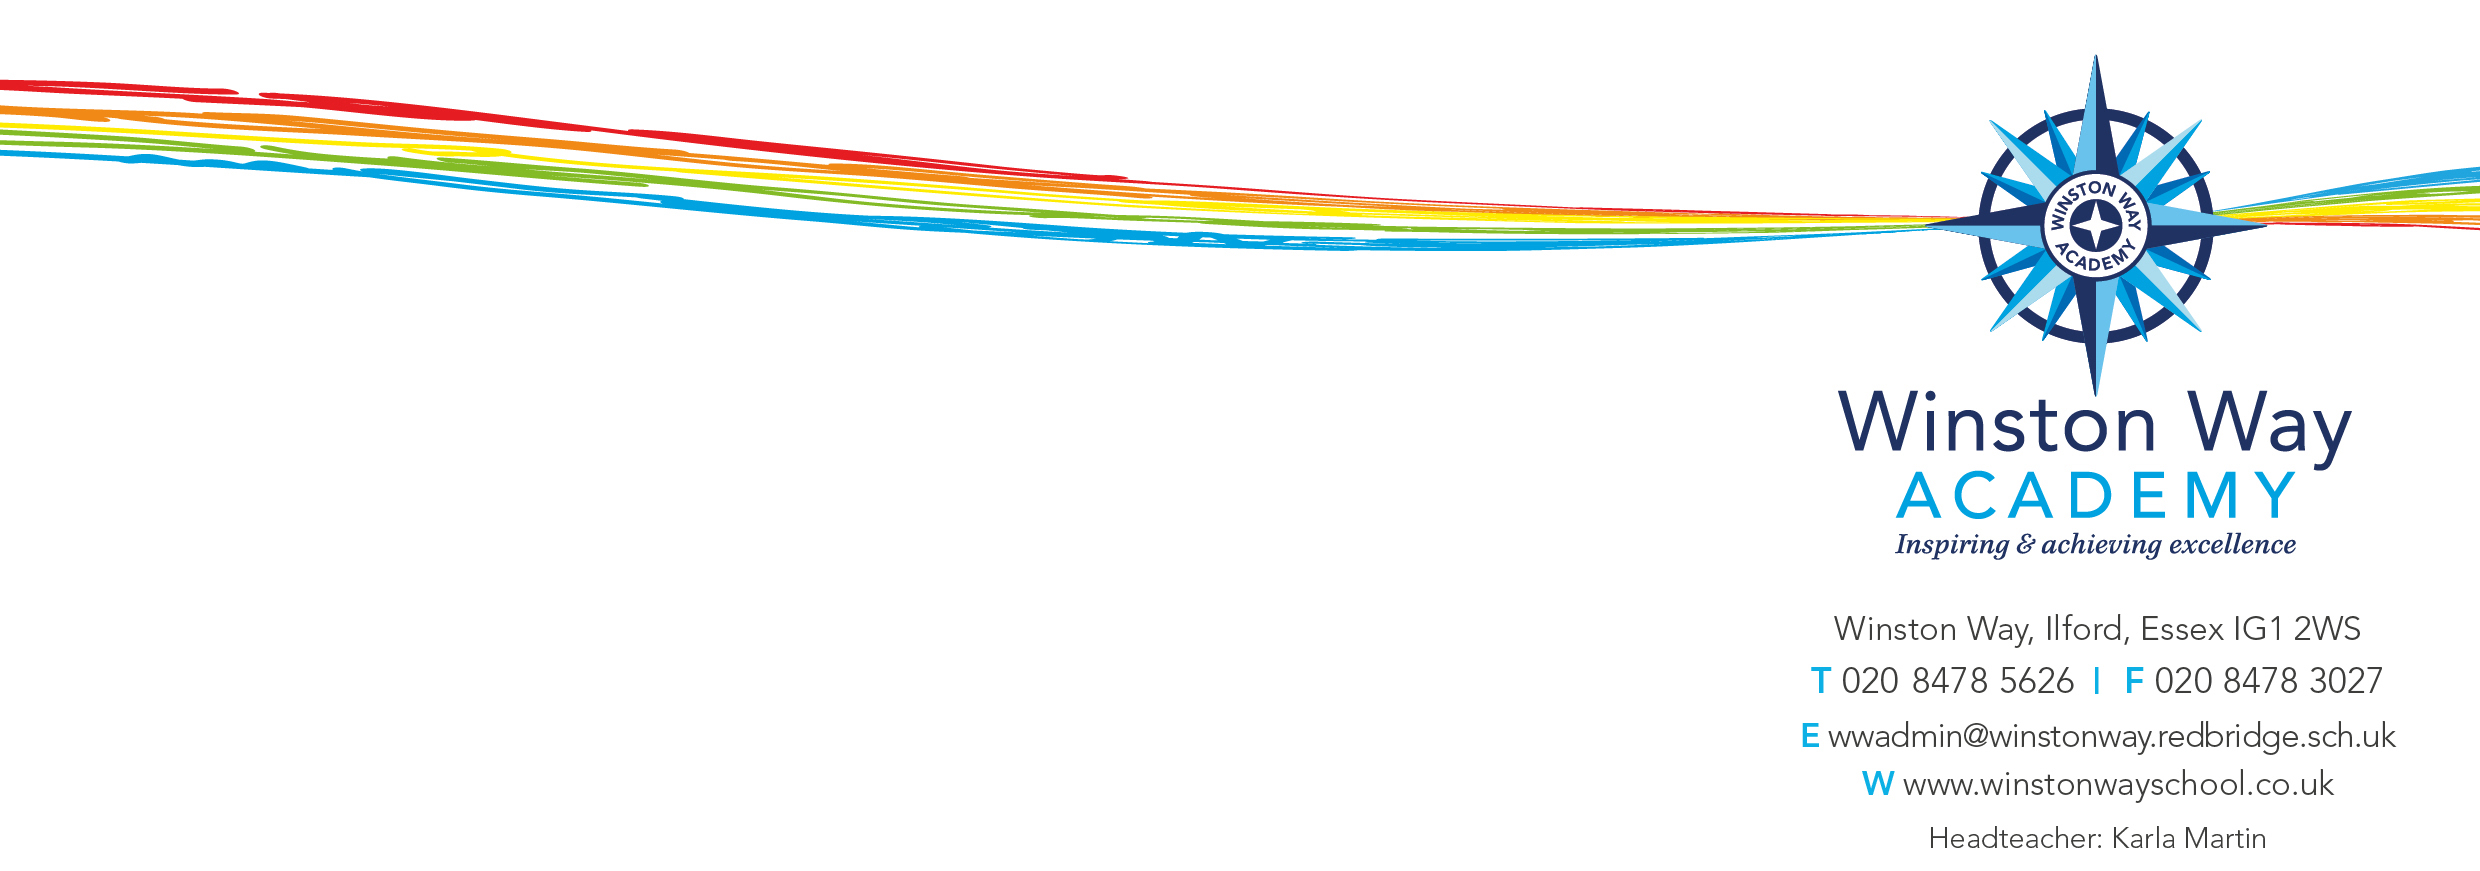 WINSTON WAY
ACADEMY
Winston Way
ACADEMY
Inspiring & achieving excellence
Winston Way, Ilford, Essex IG1 2WS
T 020 8478 5626 | F 020 8478 3027
E wwadmin@winstonway.redbridge.sch.uk
W www.winstonwayschool.co.uk
Headteacher: Karla Martin